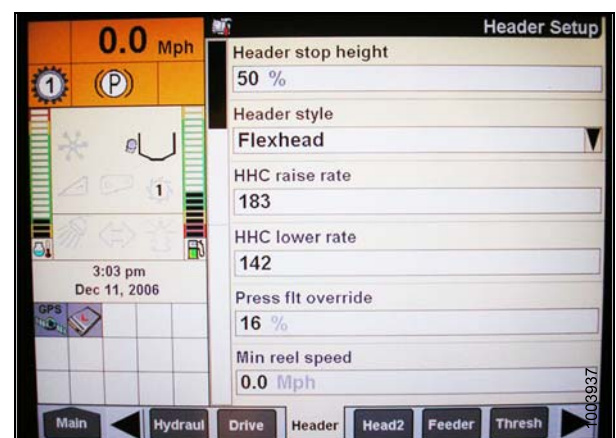 0.0 Mph
1
(P)
1
3:03 pm
Dec 11, 2006
GPS
Header Setup
Header stop height
50 %
Header style
Flexhead
HHC raise rate
183
HHC lower rate
142
Press flt override
16 %
Min reel speed
0.0 Mph
Main
Hydraul
Drive
Header
Head2
Feeder
Thresh
1003937